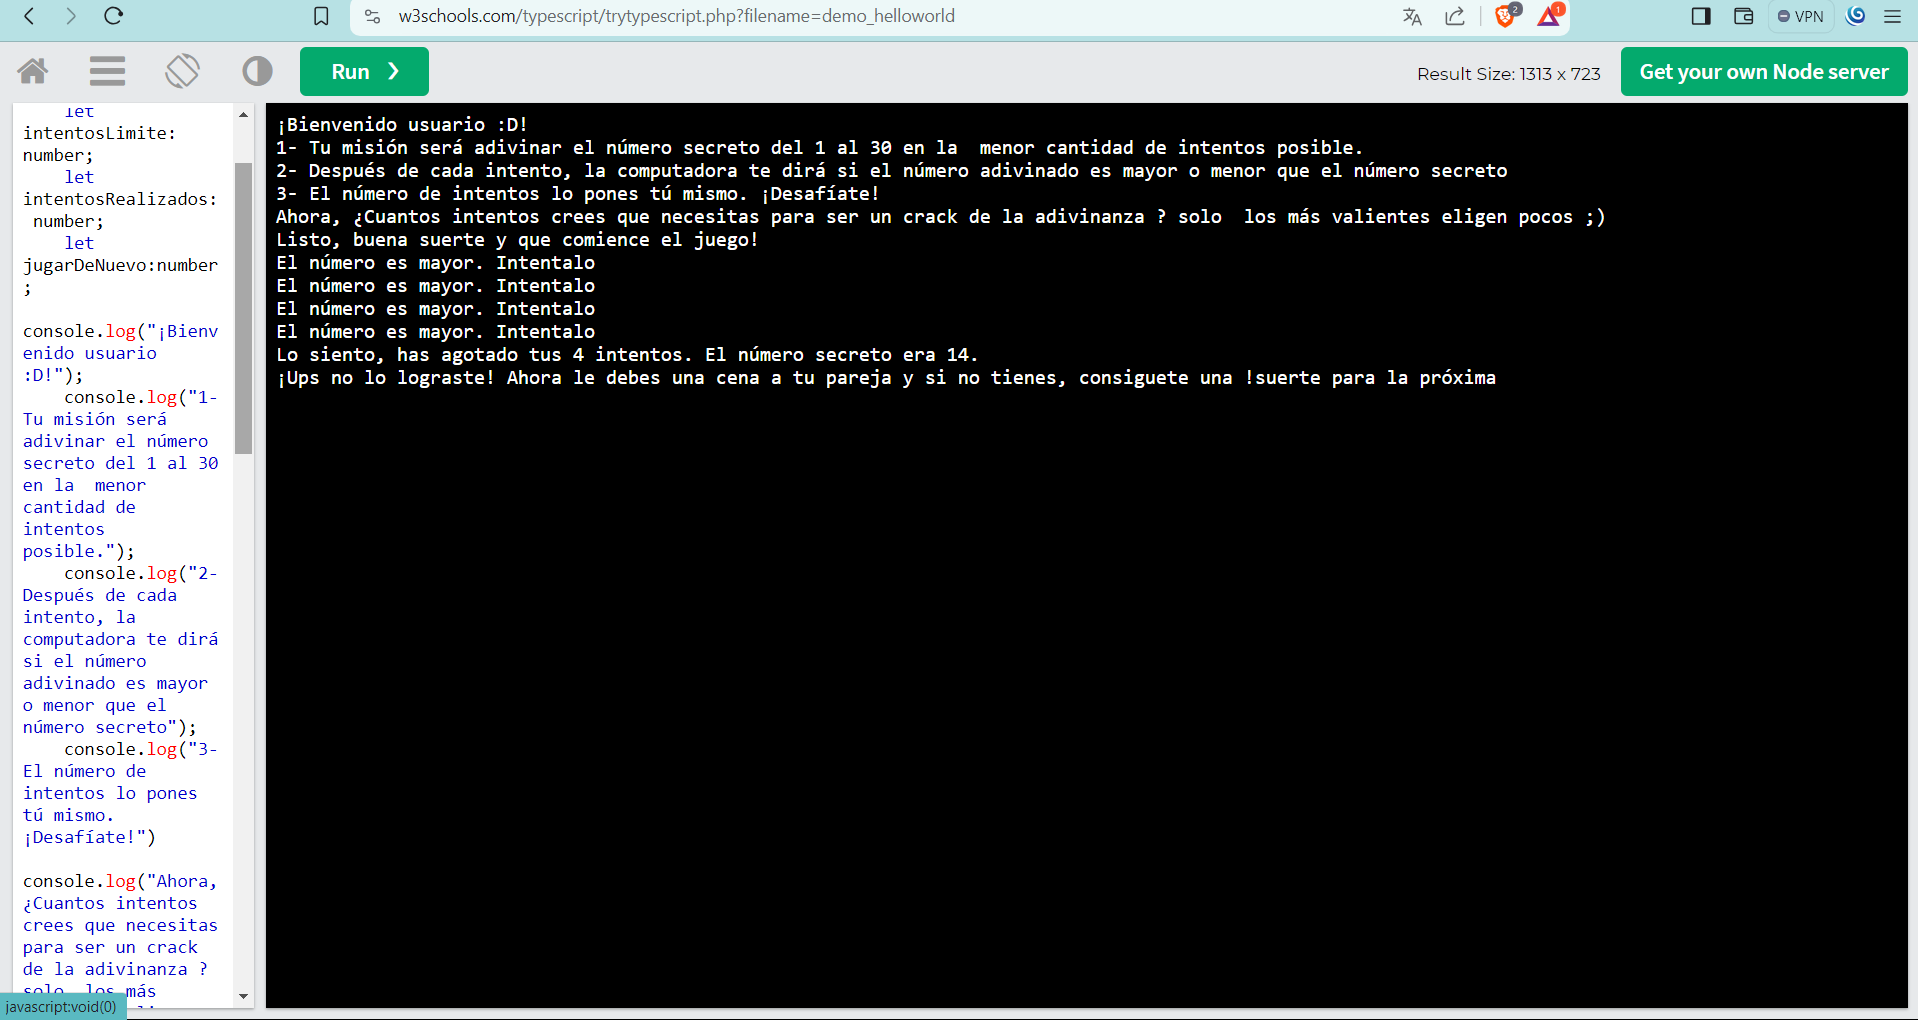 w3schools.com/typescript/trytypescript.php?filename=demo_helloworld
2
1
VPN
Run
Result Size: 1313 x 723
Get your own Node server
let
intentosLimite:
number;
let
intentosRealizados:
number;
let
jugarDeNuevo:number
;
console.log("¡Bienv
enido usuario
:D!");
console.log("1-
Tu misión será
adivinar el número
secreto del 1 al 30
en la  menor
cantidad de
intentos
posible.");
console.log("2-
Después de cada
intento, la
computadora te dirá
si el número
adivinado es mayor
o menor que el
número secreto");
console.log("3-
El número de
intentos lo pones
tú mismo.
¡Desafíate!")
console.log("Ahora,
¿Cuantos intentos
crees que necesitas
para ser un crack
de la adivinanza ?
solo  los más
javascript:void(0)
¡Bienvenido usuario :D!
1- Tu misión será adivinar el número secreto del 1 al 30 en la  menor cantidad de intentos posible.
2- Después de cada intento, la computadora te dirá si el número adivinado es mayor o menor que el número secreto
3- El número de intentos lo pones tú mismo. ¡Desafíate!
Ahora, ¿Cuantos intentos crees que necesitas para ser un crack de la adivinanza ? solo  los más valientes eligen pocos ;)
Listo, buena suerte y que comience el juego!
El número es mayor. Intentalo
El número es mayor. Intentalo
El número es mayor. Intentalo
El número es mayor. Intentalo
Lo siento, has agotado tus 4 intentos. El número secreto era 14.
¡Ups no lo lograste! Ahora le debes una cena a tu pareja y si no tienes, consiguete una !suerte para la próxima